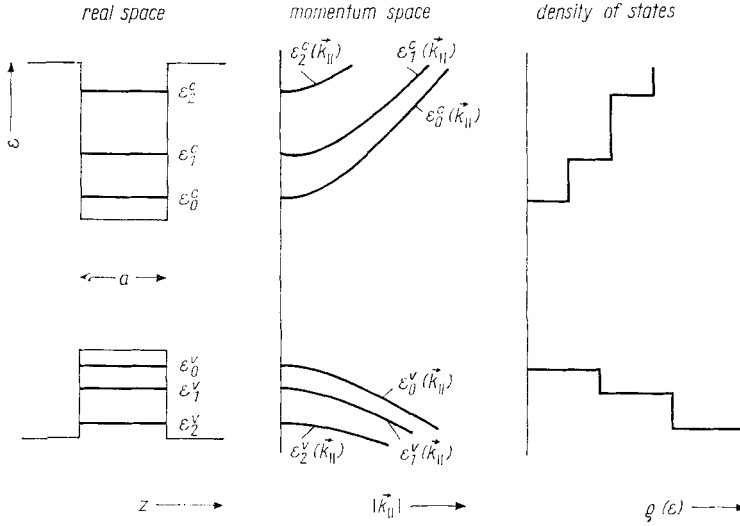 real space
momentum space
density of states
ε
ε₂ᶜ
ε₁ᶜ
ε₀ᶜ
a
ε₀ᵛ
ε₁ᵛ
ε₂ᵛ
z
ε₂ᶜ(k⃗||)
ε₁ᶜ(k⃗||)
ε₀ᶜ(k⃗||)
ε₀ᵛ(k⃗||)
ε₂ᵛ(k⃗||)
ε₁ᵛ(k⃗||)
|k⃗||||
ϱ(ε)